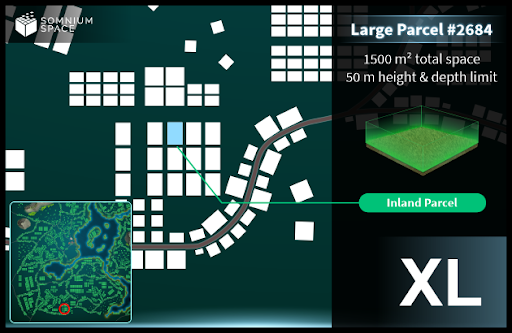 SOMNIUM
SPACE
Large Parcel #2684
1500 m² total space
50 m height & depth limit
Inland Parcel
XL